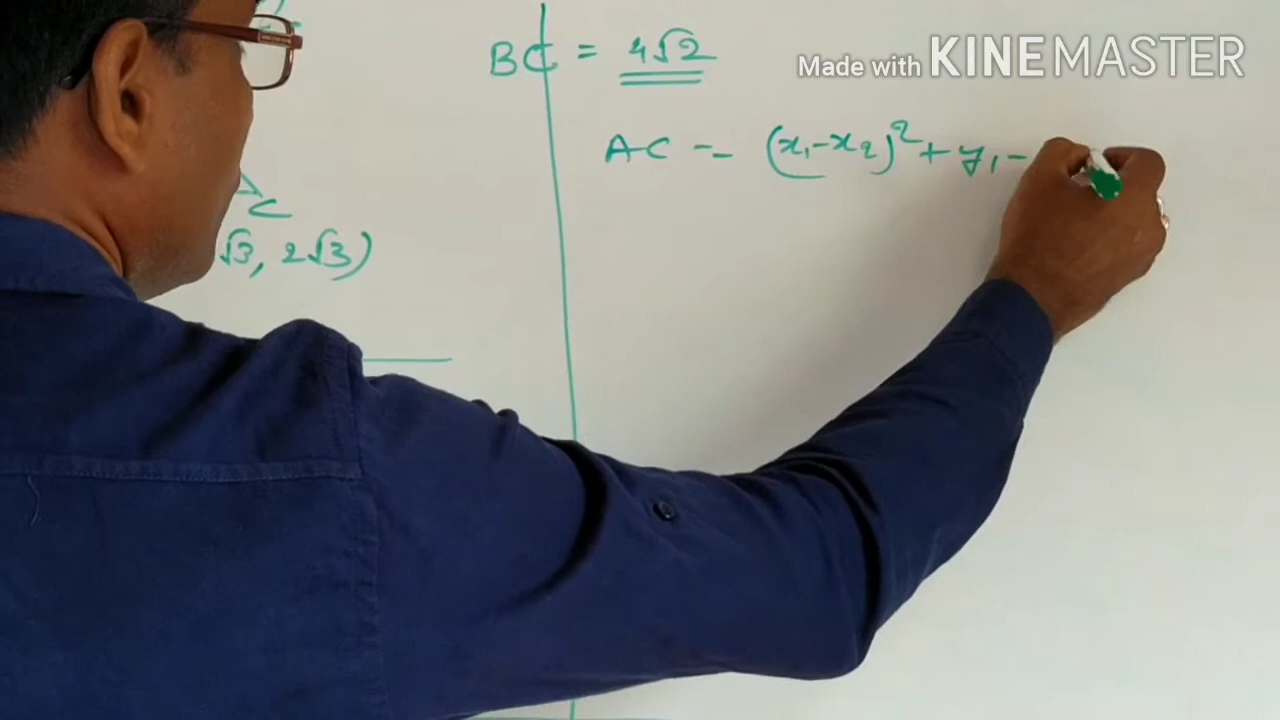 BC = 4√2
Made with KINEMASTER
AC = (x₁-x₂)² + y₁-
C
√3, 2√3)